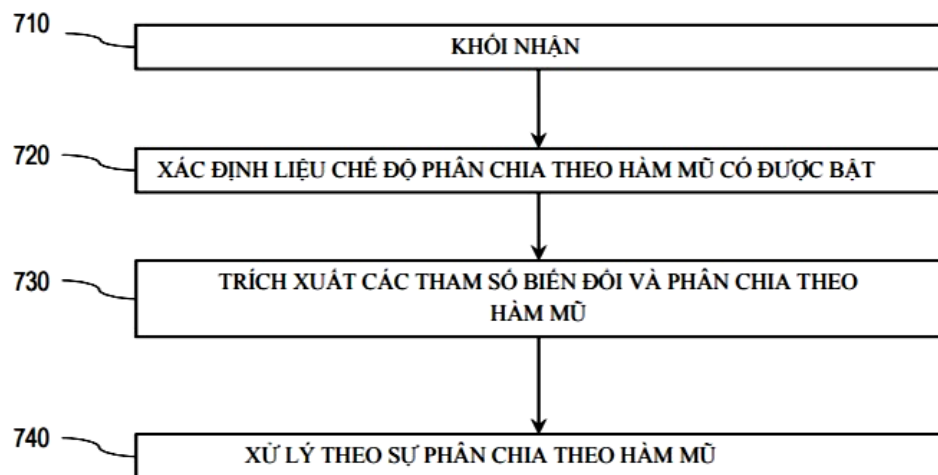 710
KHỐI NHẬN
720
XÁC ĐỊNH LIỆU CHẾ ĐỘ PHÂN CHIA THEO HÀM MŨ CÓ ĐƯỢC BẬT
730
TRÍCH XUẤT CÁC THAM SỐ BIẾN ĐỔI VÀ PHÂN CHIA THEO
HÀM MŨ
740
XỬ LÝ THEO SỰ PHÂN CHIA THEO HÀM MŨ